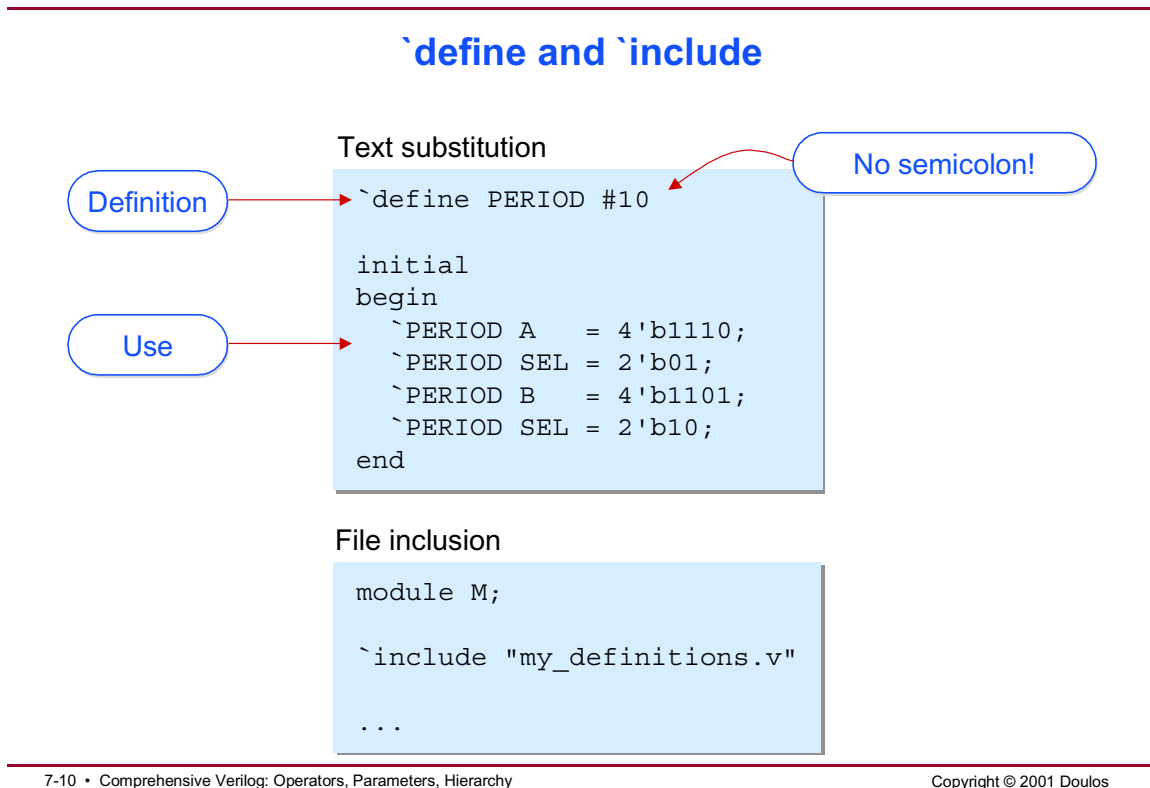 `define and `include
Text substitution
No semicolon!
Definition
`define PERIOD #10
initial
begin
Use
`PERIOD A   = 4'b1110;
`PERIOD SEL = 2'b01;
`PERIOD B   = 4'b1101;
`PERIOD SEL = 2'b10;
end
File inclusion
module M;
`include "my_definitions.v"
...
7-10 • Comprehensive Verilog: Operators, Parameters, Hierarchy
Copyright © 2001 Doulos